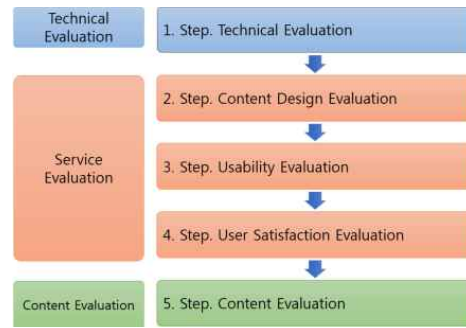 Technical
Evaluation
1. Step. Technical Evaluation
2. Step. Content Design Evaluation
Service
Evaluation
3. Step. Usability Evaluation
4. Step. User Satisfaction Evaluation
Content Evaluation
5. Step. Content Evaluation